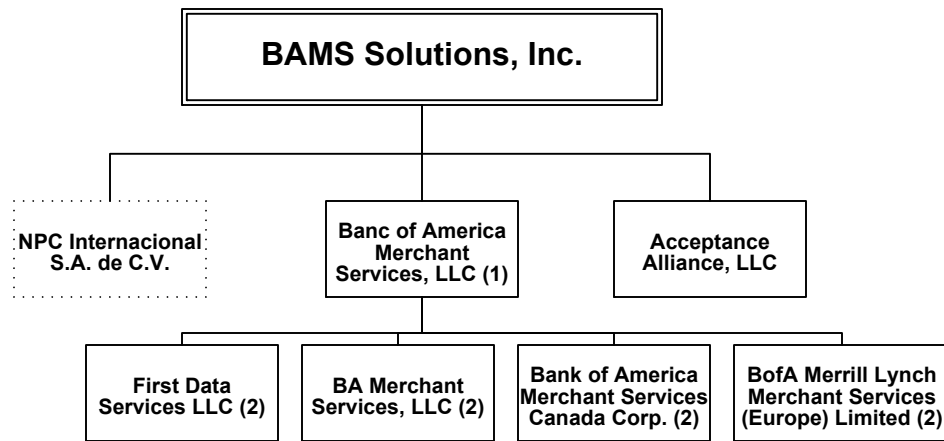 BAMS Solutions, Inc.
NPC Internacional
S.A. de C.V.
Banc of America
Merchant
Services, LLC (1)
Acceptance
Alliance, LLC
First Data
Services LLC (2)
BA Merchant
Services, LLC (2)
Bank of America
Merchant Services
Canada Corp. (2)
BofA Merrill Lynch
Merchant Services
(Europe) Limited (2)